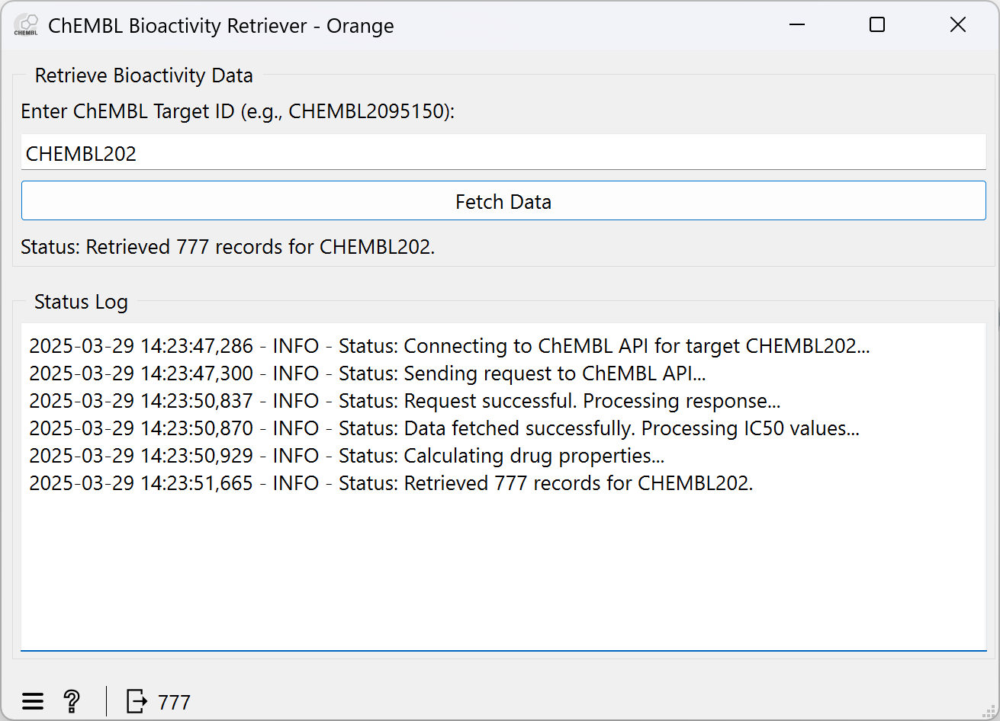 CHEMBL
ChEMBL Bioactivity Retriever - Orange
Retrieve Bioactivity Data
Enter ChEMBL Target ID (e.g., CHEMBL2095150):
CHEMBL202
Fetch Data
Status: Retrieved 777 records for CHEMBL202.
Status Log
2025-03-29 14:23:47,286 - INFO - Status: Connecting to ChEMBL API for target CHEMBL202...
2025-03-29 14:23:47,300 - INFO - Status: Sending request to ChEMBL API...
2025-03-29 14:23:50,837 - INFO - Status: Request successful. Processing response...
2025-03-29 14:23:50,870 - INFO - Status: Data fetched successfully. Processing IC50 values...
2025-03-29 14:23:50,929 - INFO - Status: Calculating drug properties...
2025-03-29 14:23:51,665 - INFO - Status: Retrieved 777 records for CHEMBL202.
? 777